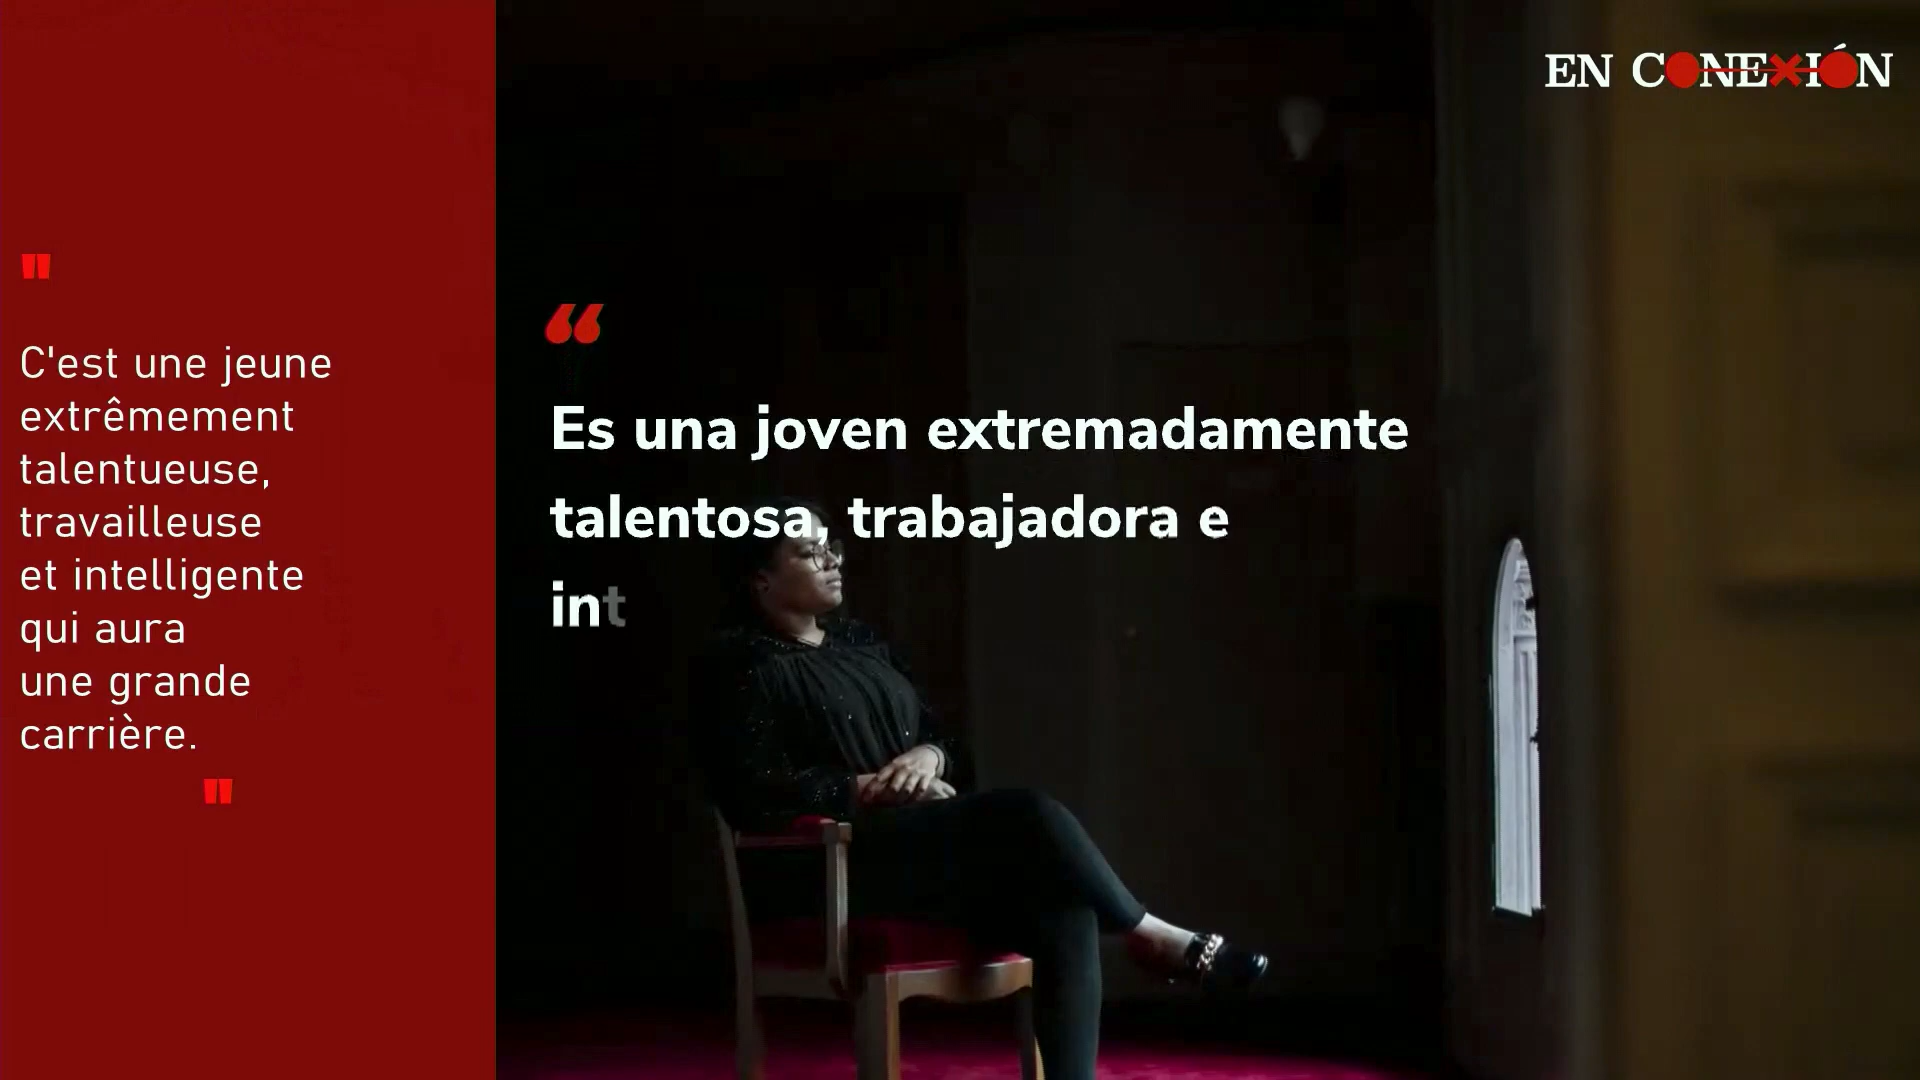 EN CONEXIÓN
"
C'est une jeune
extrêmement
talentueuse,
travailleuse
et intelligente
qui aura
une grande
carrière.
"
“
Es una joven extremadamente
talentosa, trabajadora e
int